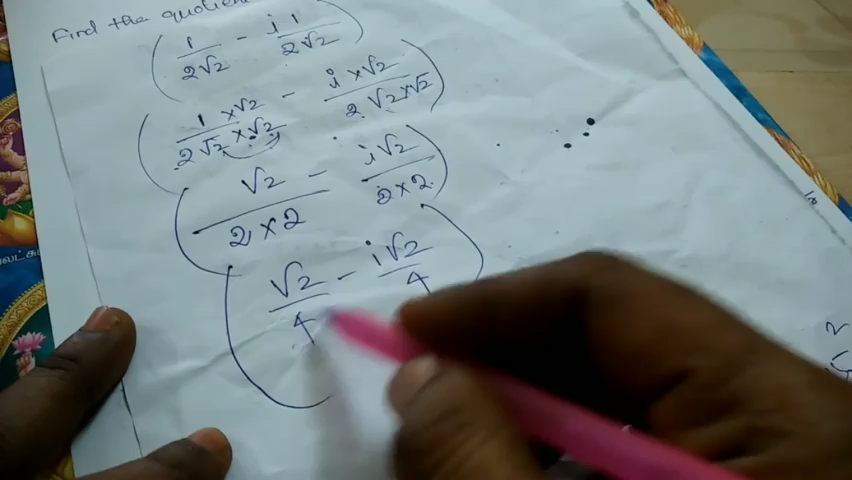 Find the quotient
(1/2√2 - i 1/2√2)
(1×√2/2√2×√2 - i×√2/2√2×√2)
(√2/2×2 - i√2/2×2)
(√2/4 - i√2/4)